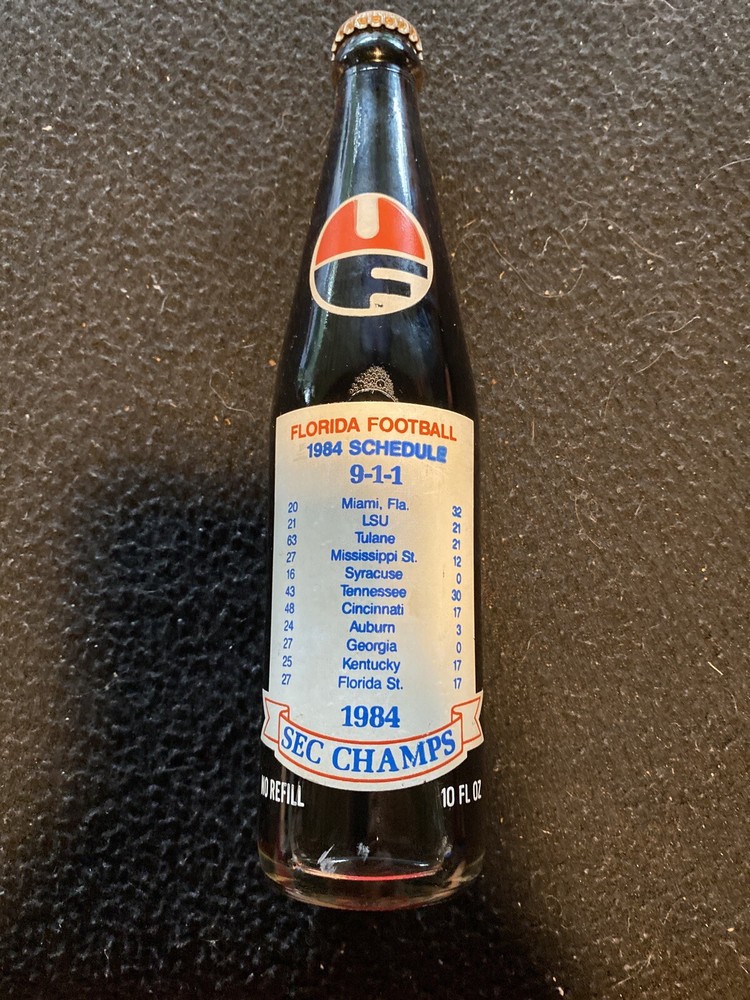 UF
FLORIDA FOOTBALL
1984 SCHEDULE
9-1-1
20 Miami, Fla. 32
21 LSU 21
63 Tulane 21
27 Mississippi St. 12
16 Syracuse 0
43 Tennessee 30
48 Cincinnati 17
24 Auburn 3
27 Georgia 0
25 Kentucky 17
27 Florida St. 17
1984
SEC CHAMPS
NO REFILL 10 FL OZ